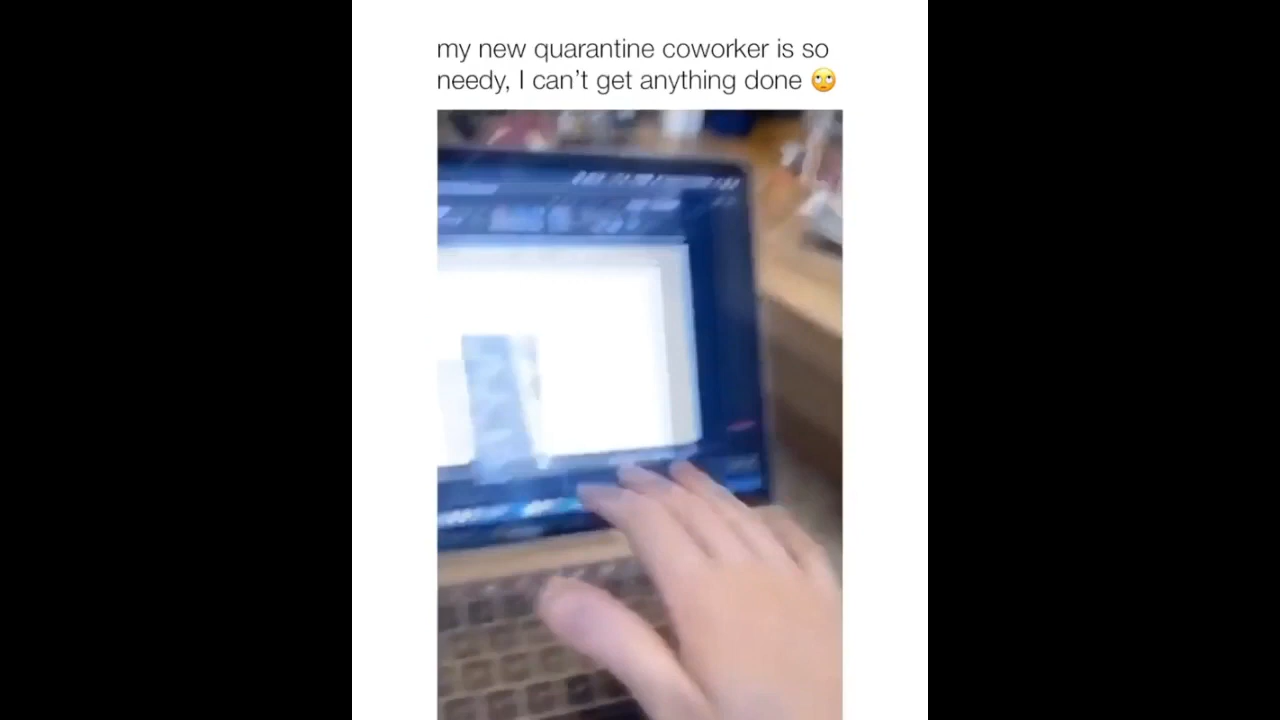 my new quarantine coworker is so
needy, I can’t get anything done 🙄